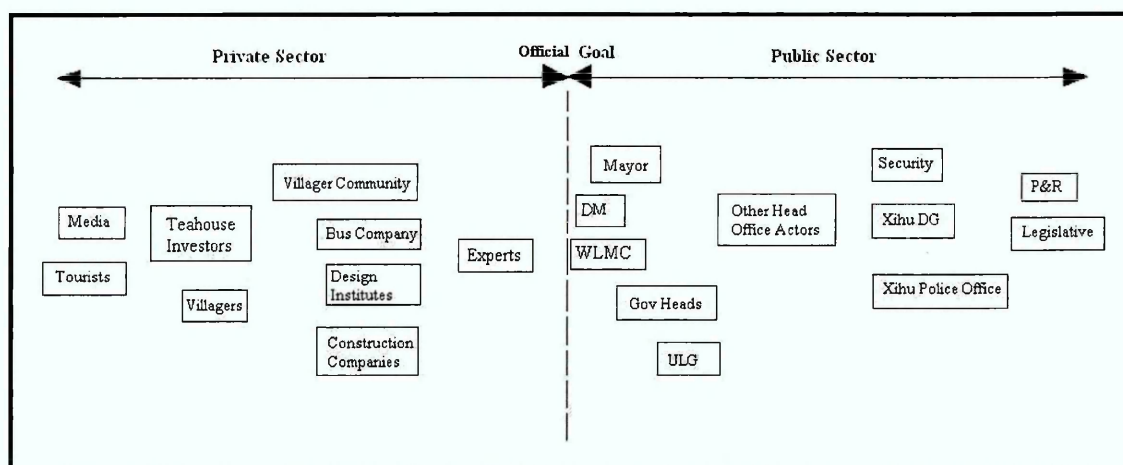 Private Sector
Official Goal
Public Sector
Villager Community
Mayor
Security
P&R
Media
Teahouse
Investors
Bus Company
DM
Other Head
Office Actors
Xihu DG
Legislative
Tourists
Design
Institutes
Experts
WLMC
Xihu Police Office
Villagers
Gov Heads
Construction
Companies
ULG